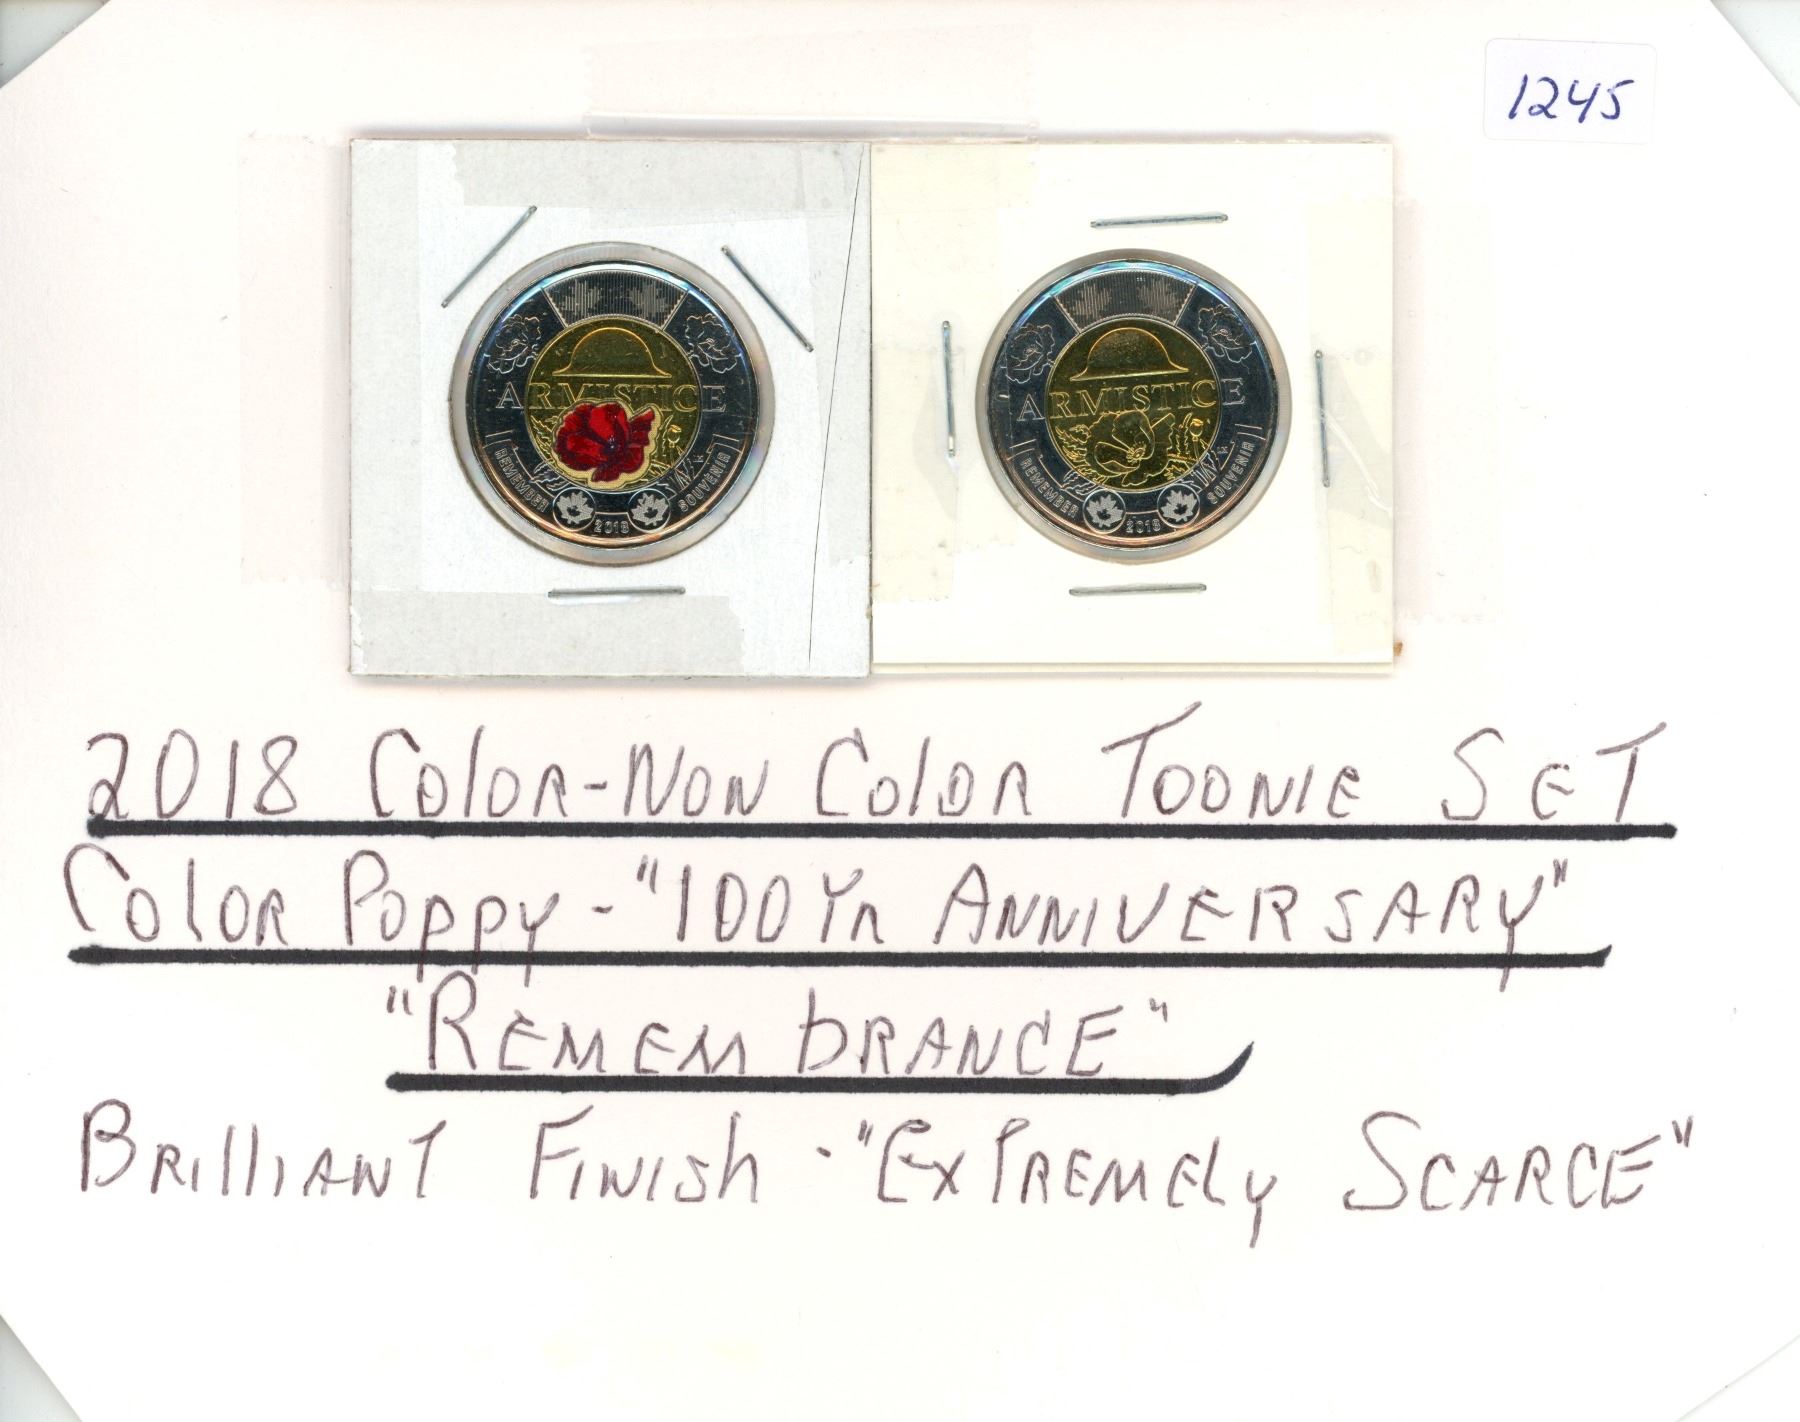 1245
ARMISTICE
REMEMBER
2018
SOUVENIR
ARMISTICE
REMEMBER
2018
SOUVENIR
2018 Color-Non Color Toonie Set
Color Poppy - "100 Yr Anniversary"
"Remembrance"
Brilliant Finish - "Extremely Scarce"